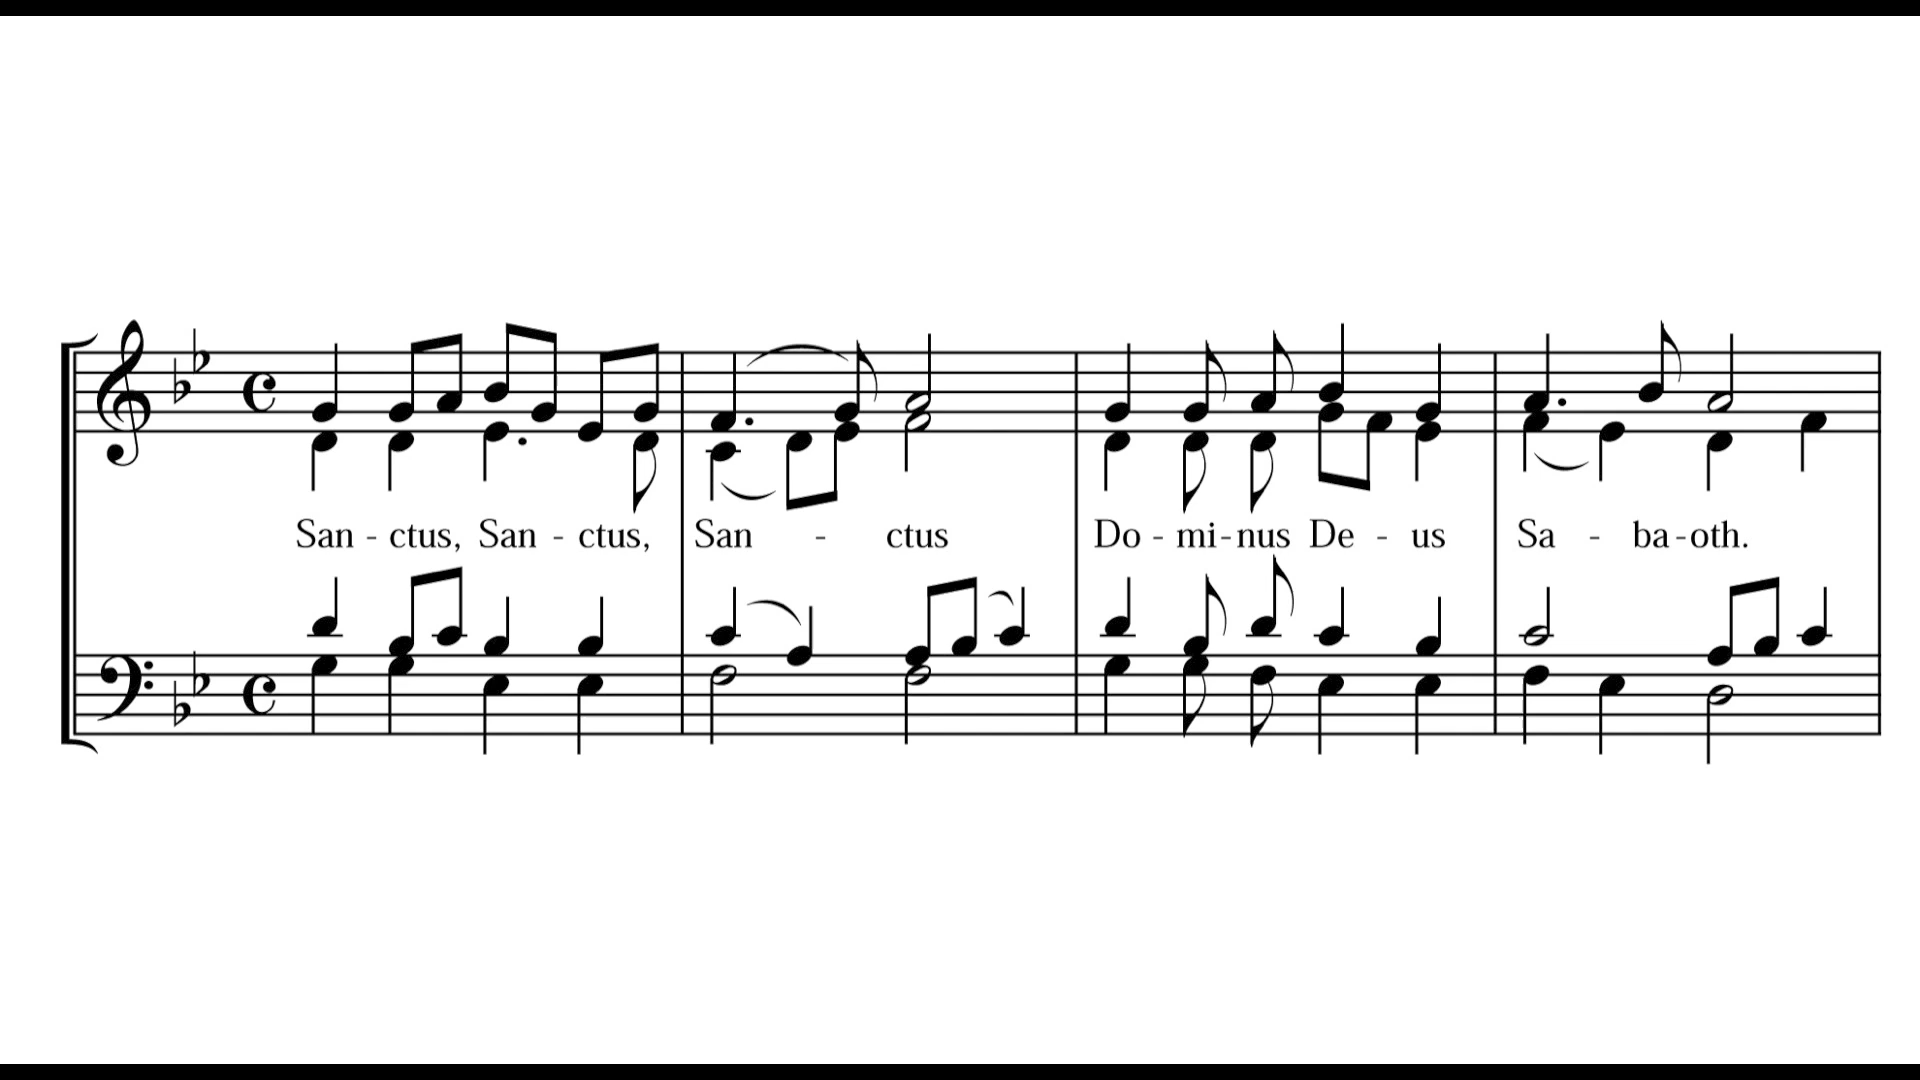 San - ctus, San - ctus, San - ctus Do - mi - nus De - us Sa - ba - oth.